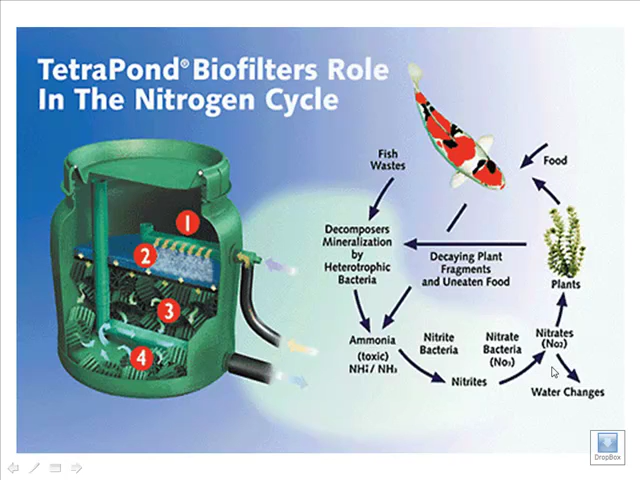 TetraPond® Biofilters Role
In The Nitrogen Cycle
1
2
3
4
Fish
Wastes
Food
Decomposers
Mineralization
by
Heterotrophic
Bacteria
Decaying Plant
Fragments
and Uneaten Food
Plants
Ammonia
(toxic)
NH₄⁺/ NH₃
Nitrite
Bacteria
Nitrites
Nitrate
Bacteria
(No₃)
Nitrates
(No₂)
Water Changes
DropBox